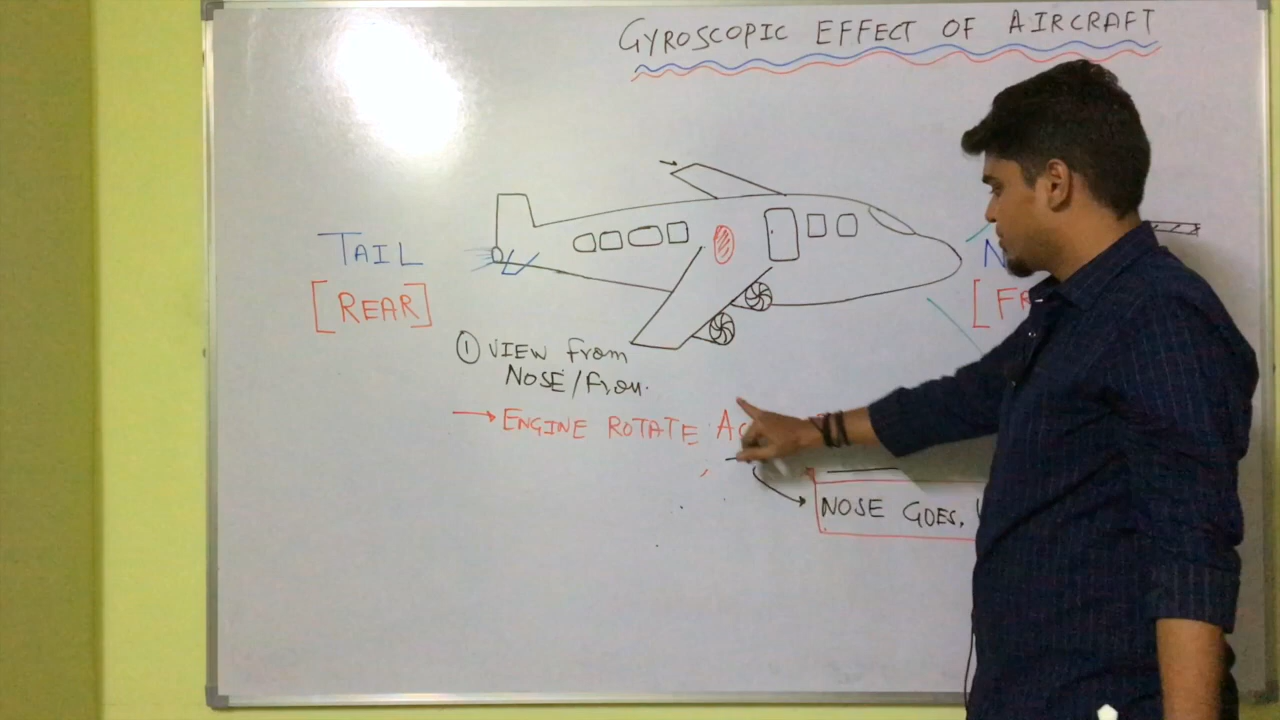 GYROSCOPIC EFFECT OF AIRCRAFT
TAIL
[REAR]
① VIEW from
NOSE/Fron.
→ ENGINE ROTATE
NOSE GOES,